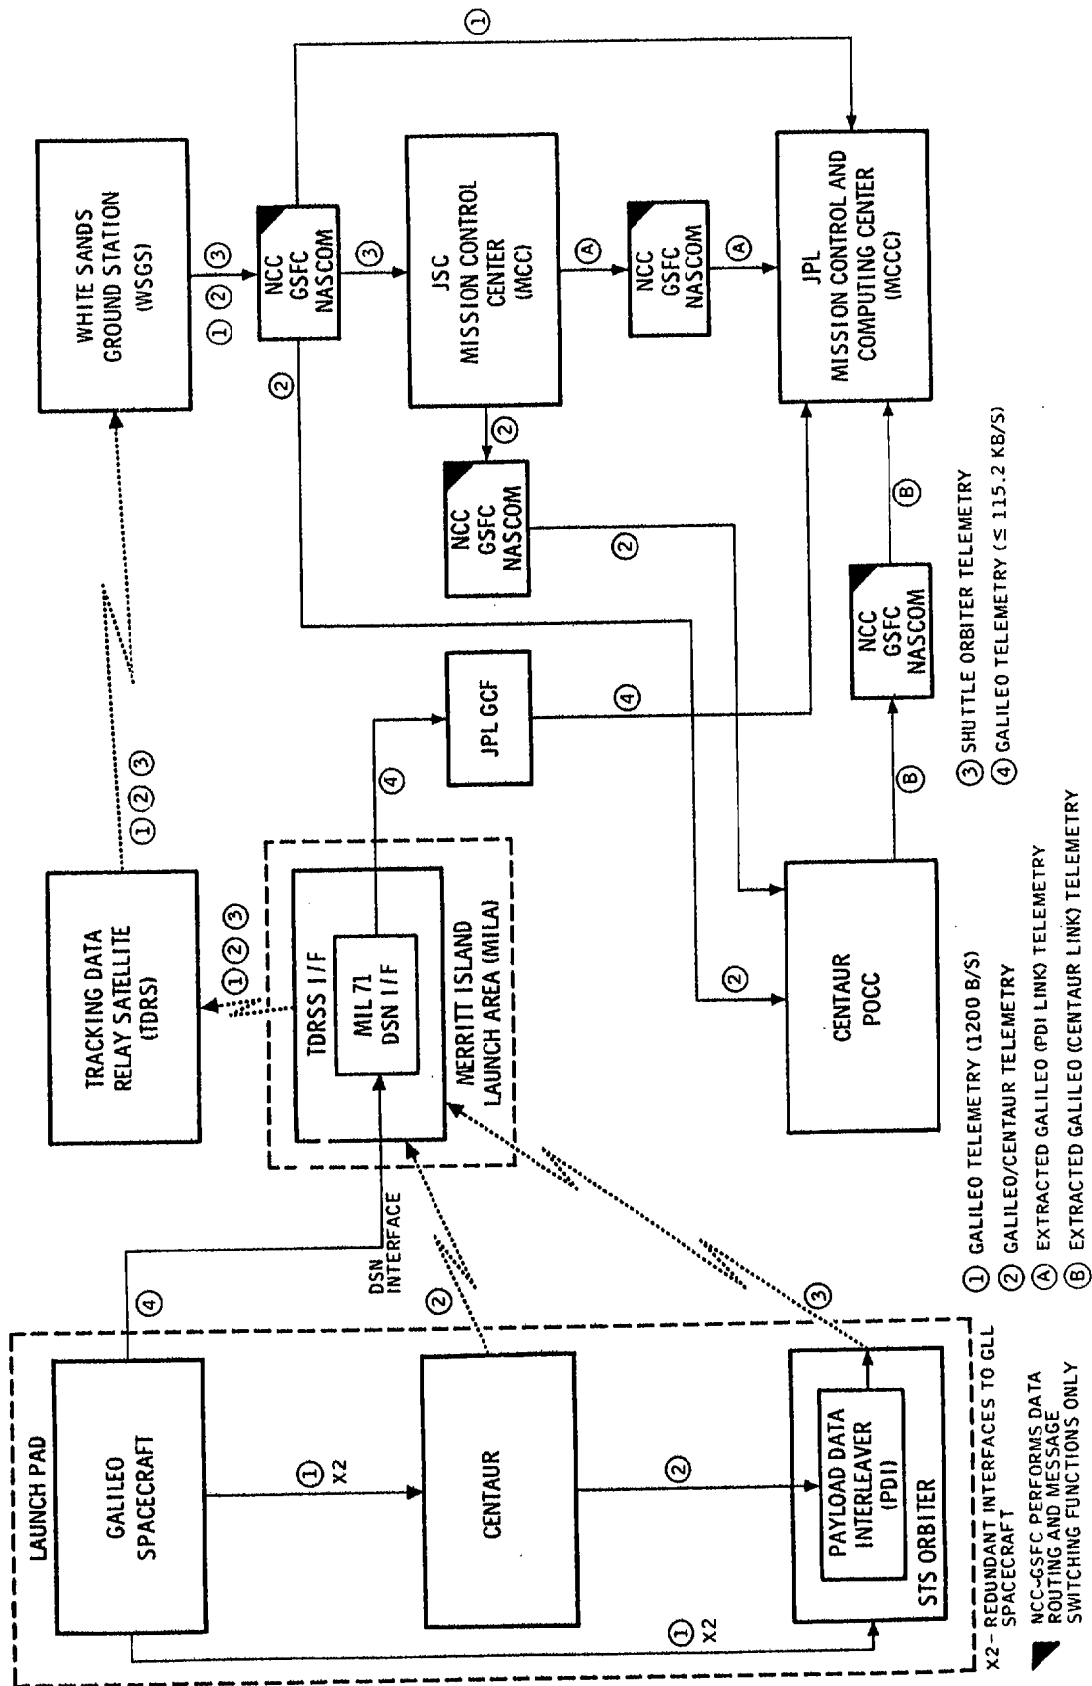 LAUNCH PAD
GALILEO
SPACECRAFT
④
DSN
INTERFACE
① X2
① X2
CENTAUR
②
②
PAYLOAD DATA
INTERLEAVER
(PDI)
STS ORBITER
③
TRACKING DATA
RELAY SATELLITE
(TDRS)
① ② ③
① ② ③
TDRSS I/F
MIL 71
DSN I/F
MERRITT ISLAND
LAUNCH AREA (MILA)
④
JPL GCF
④
CENTAUR
POCC
②
Ⓑ
NCC
GSFC
NASCOM
Ⓑ
WHITE SANDS
GROUND STATION
(WSGS)
① ② ③
NCC
GSFC
NASCOM
①
②
③
JSC
MISSION CONTROL
CENTER
(MCC)
②
NCC
GSFC
NASCOM
②
Ⓐ
NCC
GSFC
NASCOM
Ⓐ
JPL
MISSION CONTROL AND
COMPUTING CENTER
(MCCC)
X2 - REDUNDANT INTERFACES TO GLL
SPACECRAFT
NCC-GSFC PERFORMS DATA
ROUTING AND MESSAGE
SWITCHING FUNCTIONS ONLY
① GALILEO TELEMETRY (1200 B/S)
② GALILEO/CENTAUR TELEMETRY
Ⓐ EXTRACTED GALILEO (PDI LINK) TELEMETRY
Ⓑ EXTRACTED GALILEO (CENTAUR LINK) TELEMETRY
③ SHUTTLE ORBITER TELEMETRY
④ GALILEO TELEMETRY (≤ 115.2 KB/S)